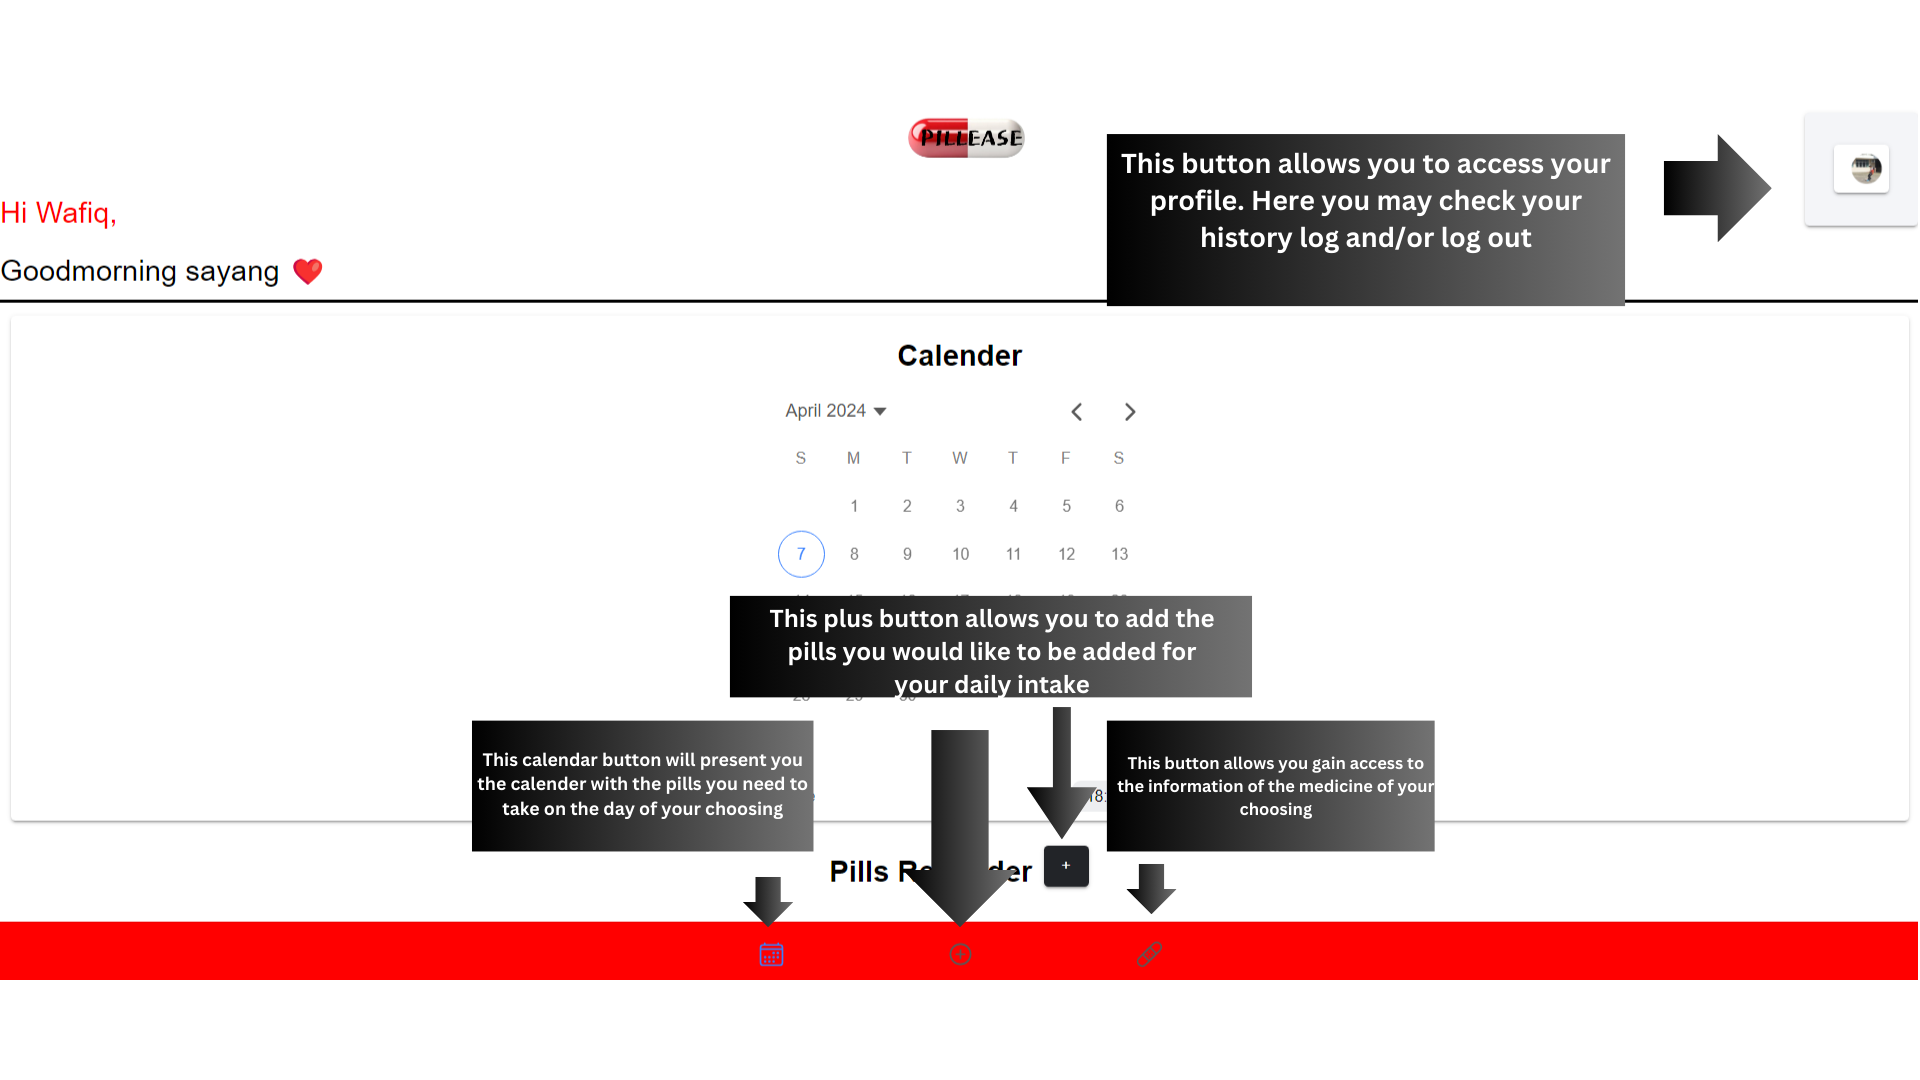 PILLEASE
This button allows you to access your
profile. Here you may check your
history log and/or log out
Hi Wafiq,
Goodmorning sayang ❤️
Calender
April 2024
S M T W T F S
1 2 3 4 5 6
7 8 9 10 11 12 13
This plus button allows you to add the
pills you would like to be added for
your daily intake
28 29 30
This calendar button will present you
the calender with the pills you need to
take on the day of your choosing
This button allows you gain access to
the information of the medicine of your
choosing
18:
Pills
+